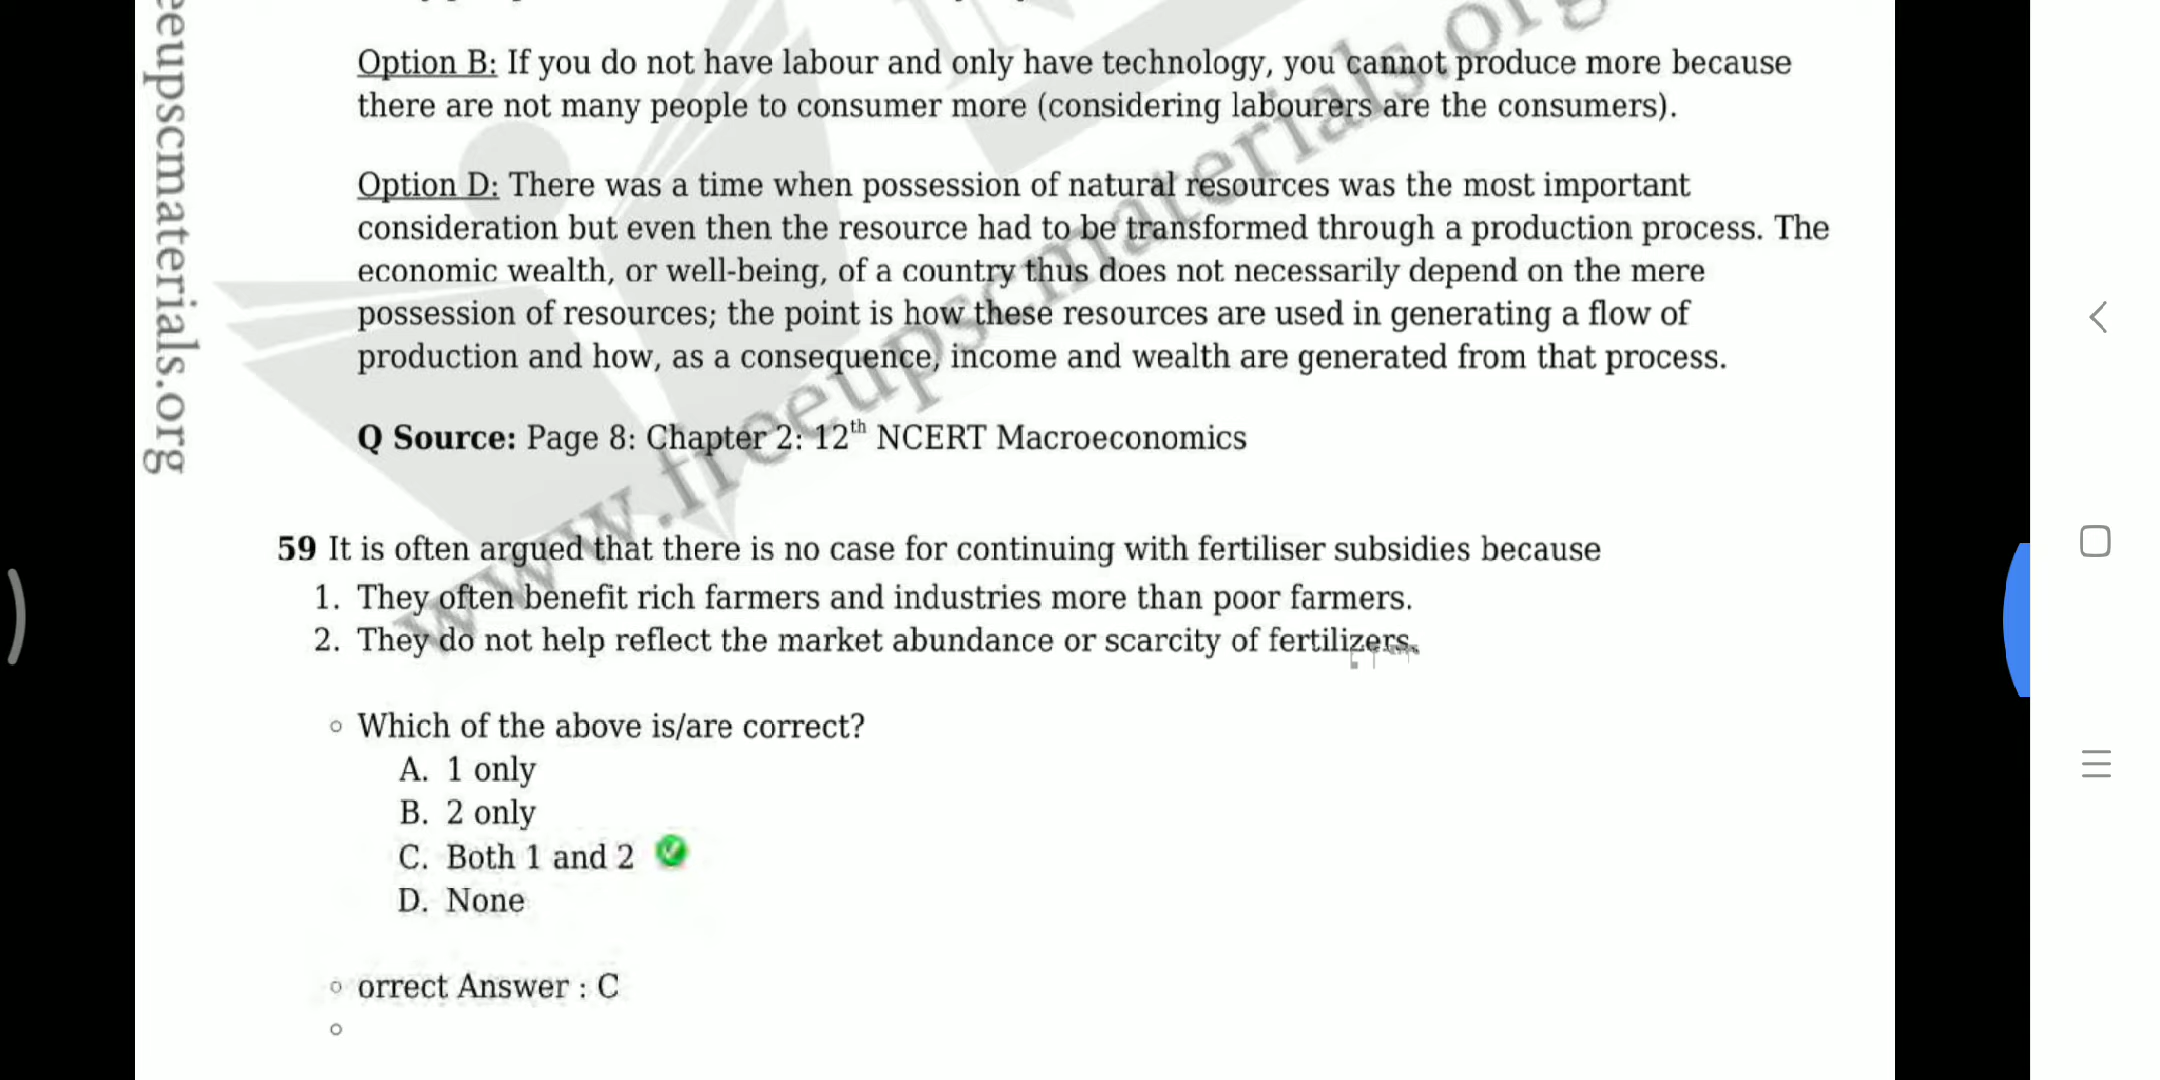 eeupscmaterials.org
www.freeupscmaterials.org
Option B: If you do not have labour and only have technology, you cannot produce more because
there are not many people to consumer more (considering labourers are the consumers).
Option D: There was a time when possession of natural resources was the most important
consideration but even then the resource had to be transformed through a production process. The
economic wealth, or well-being, of a country thus does not necessarily depend on the mere
possession of resources; the point is how these resources are used in generating a flow of
production and how, as a consequence, income and wealth are generated from that process.
Q Source: Page 8: Chapter 2: 12th NCERT Macroeconomics
59 It is often argued that there is no case for continuing with fertiliser subsidies because
1. They often benefit rich farmers and industries more than poor farmers.
2. They do not help reflect the market abundance or scarcity of fertilizers.
○ Which of the above is/are correct?
A. 1 only
B. 2 only
C. Both 1 and 2
D. None
○ orrect Answer : C
○